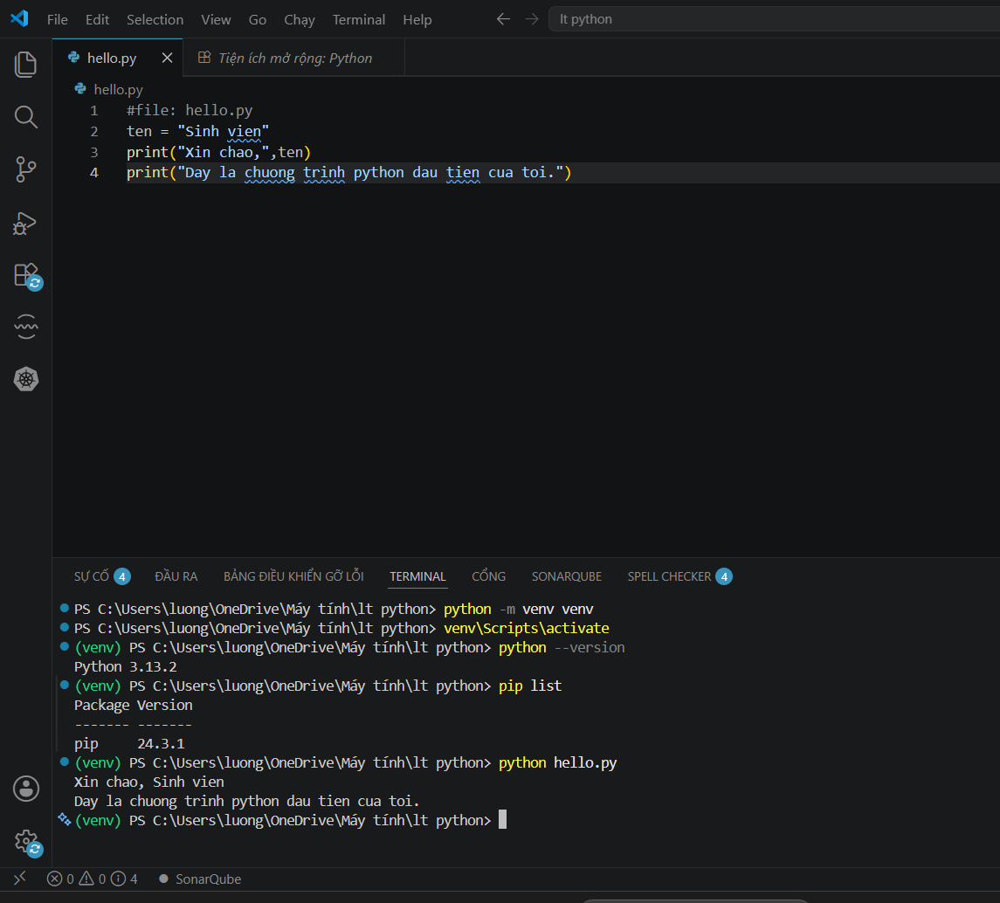 File Edit Selection View Go Chạy Terminal Help lt python
hello.py Tiện ích mở rộng: Python
hello.py
1 #file: hello.py
2 ten = "Sinh vien"
3 print("Xin chao,",ten)
4 print("Day la chuong trinh python dau tien cua toi.")
SỰ CỐ 4 ĐẦU RA BẢNG ĐIỀU KHIỂN GỠ LỖI TERMINAL CỔNG SONARQUBE SPELL CHECKER 4
PS C:\Users\luong\OneDrive\Máy tính\lt python> python -m venv venv
PS C:\Users\luong\OneDrive\Máy tính\lt python> venv\Scripts\activate
(venv) PS C:\Users\luong\OneDrive\Máy tính\lt python> python --version
Python 3.13.2
(venv) PS C:\Users\luong\OneDrive\Máy tính\lt python> pip list
Package Version
------- -------
pip     24.3.1
(venv) PS C:\Users\luong\OneDrive\Máy tính\lt python> python hello.py
Xin chao, Sinh vien
Day la chuong trinh python dau tien cua toi.
(venv) PS C:\Users\luong\OneDrive\Máy tính\lt python>
0 0 4 SonarQube